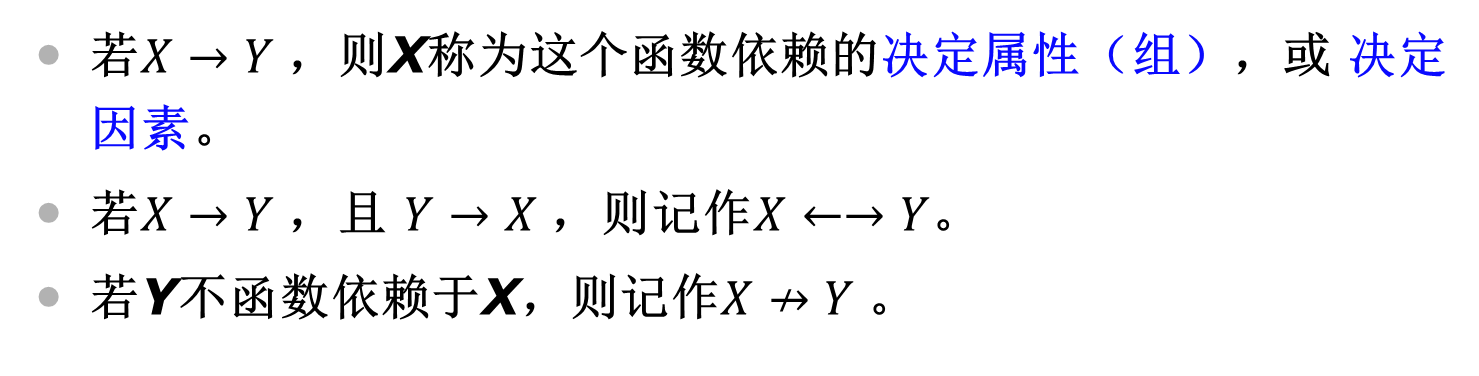 ● 若X → Y ，则X称为这个函数依赖的决定属性（组），或 决定
因素。
● 若X → Y ，且 Y → X ，则记作X ←→ Y。
● 若Y不函数依赖于X，则记作X ↛ Y 。